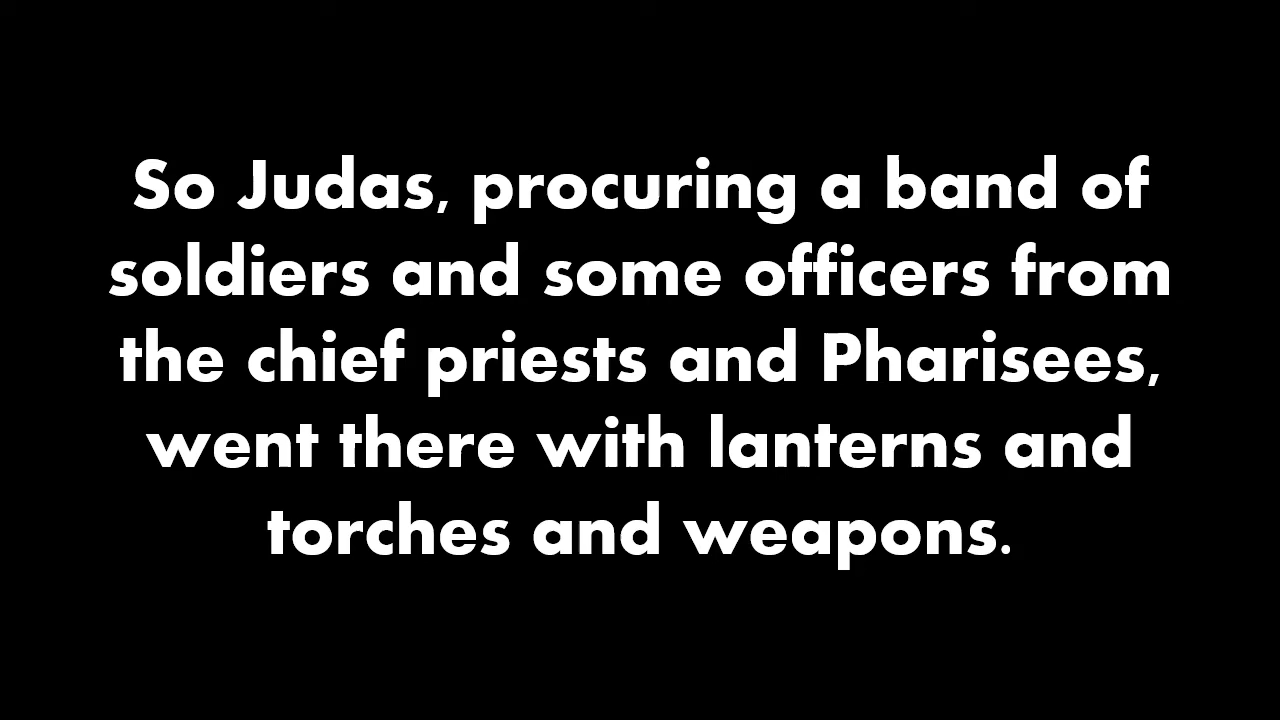 So Judas, procuring a band of
soldiers and some officers from
the chief priests and Pharisees,
went there with lanterns and
torches and weapons.